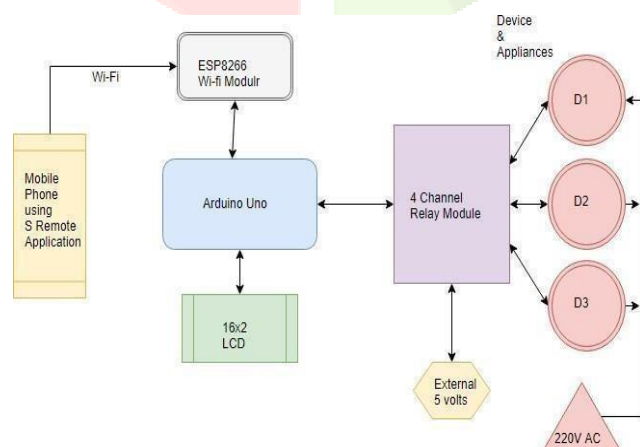 Device
&
Appliances
ESP8266
Wi-fi Modulr
Wi-Fi
D1
Mobile
Phone
using
S Remote
Application
Arduino Uno
4 Channel
Relay Module
D2
16x2
LCD
D3
External
5 volts
220V AC